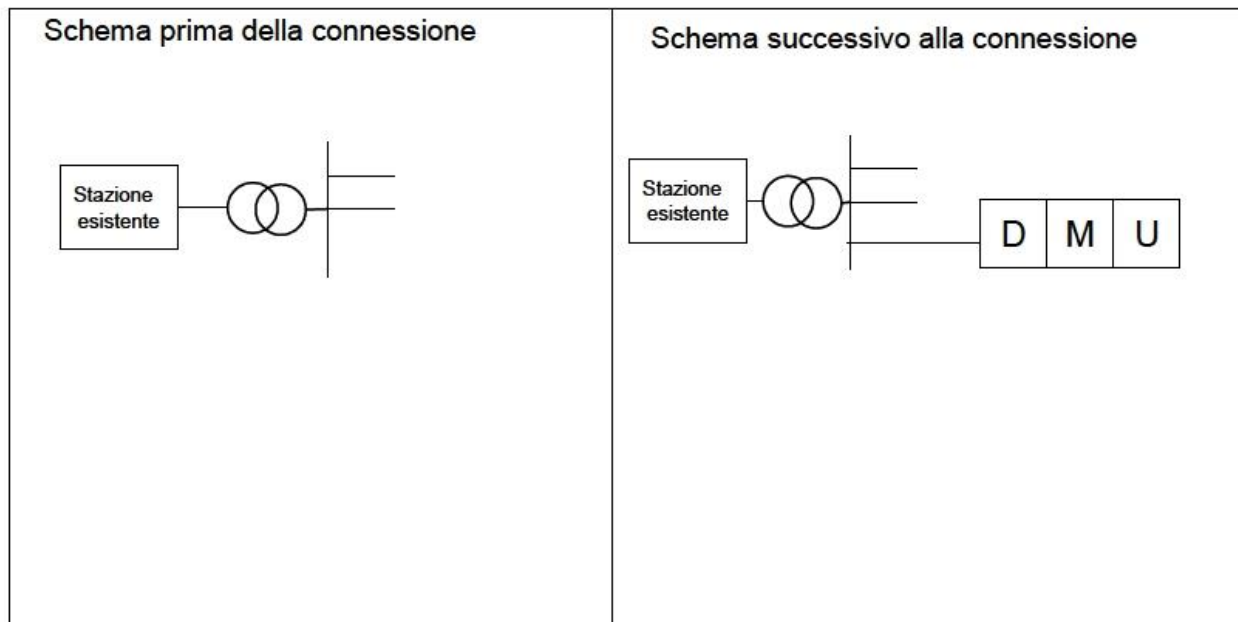 Schema prima della connessione
Stazione
esistente
Schema successivo alla connessione
Stazione
esistente
D M U